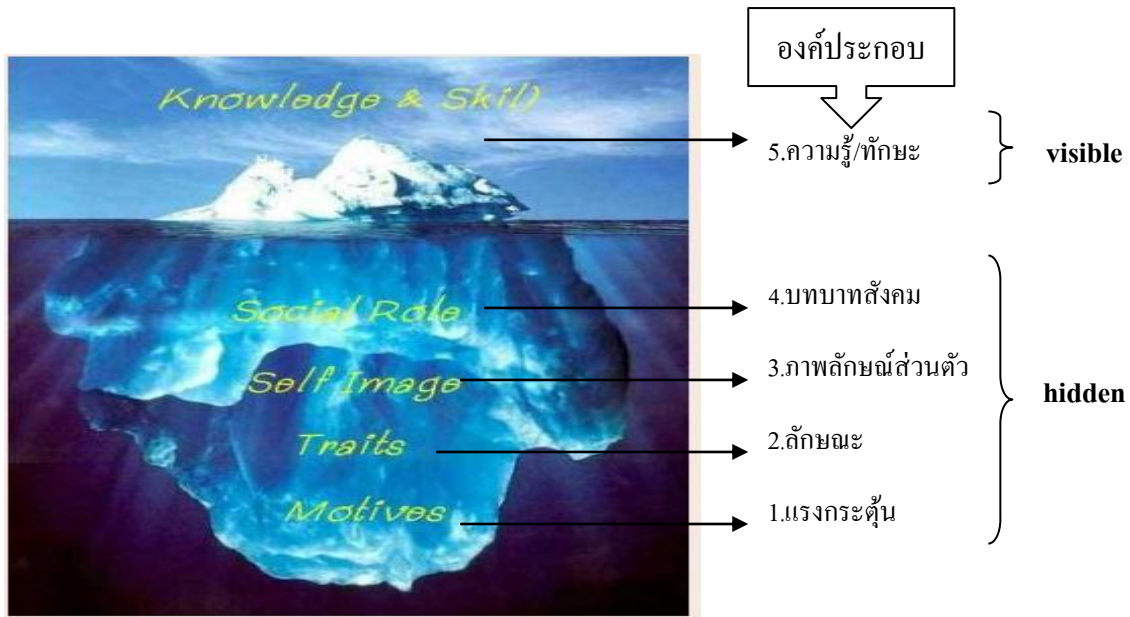 องค์ประกอบ
Knowledge & Skil)
5.ความรู้/ทักษะ
visible
Social Role
4.บทบาทสังคม
Self Image
3.ภาพลักษณ์ส่วนตัว
hidden
Traits
2.ลักษณะ
Motives
1.แรงกระตุ้น